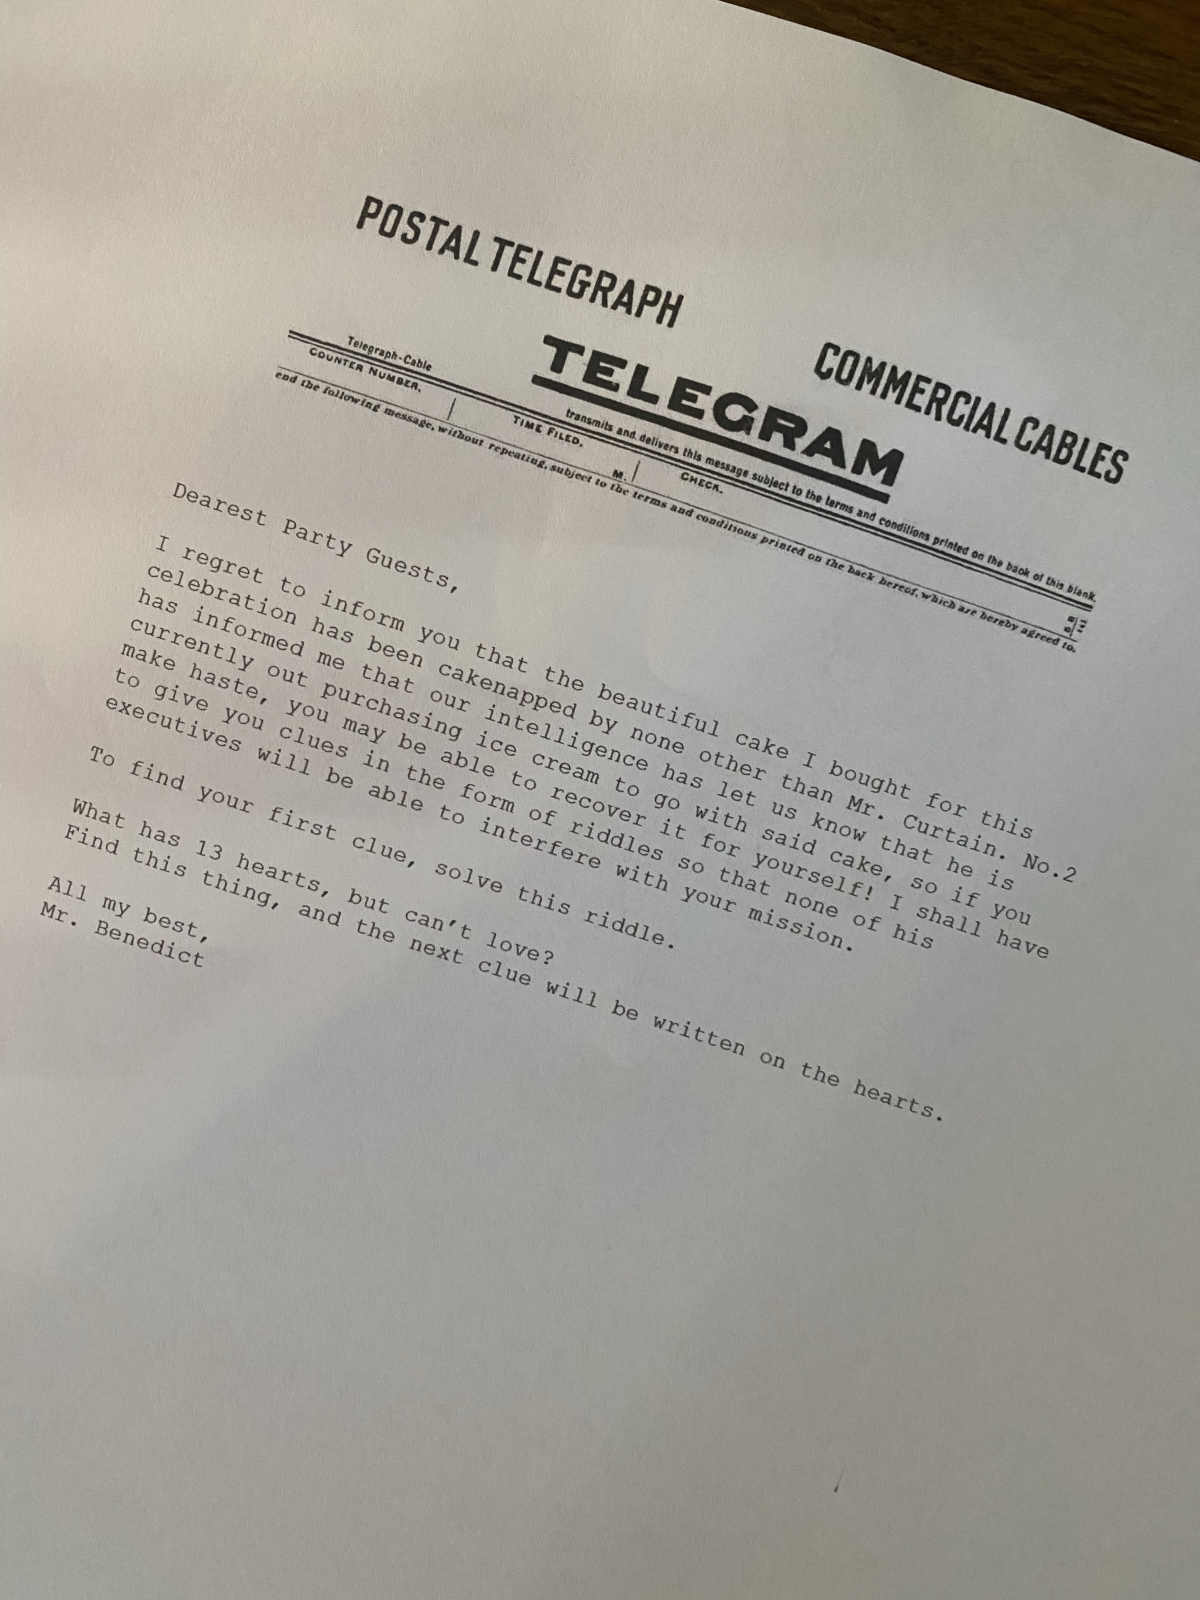 POSTAL TELEGRAPH
COMMERCIAL CABLES
TELEGRAM
Telegraph-Cable
transmits and delivers this message subject to the terms and conditions printed on the back of this blank.
COUNTER NUMBER.
TIME FILED.
M.
CHECK.
end the following message, without repeating, subject to the terms and conditions printed on the back hereof, which are hereby agreed to.
Dearest Party Guests,
I regret to inform you that the beautiful cake I bought for this
celebration has been cakenapped by none other than Mr. Curtain. No.2
has informed me that our intelligence has let us know that he is
currently out purchasing ice cream to go with said cake, so if you
make haste, you may be able to recover it for yourself! I shall have
to give you clues in the form of riddles so that none of his
executives will be able to interfere with your mission.
To find your first clue, solve this riddle.
What has 13 hearts, but can't love?
Find this thing, and the next clue will be written on the hearts.
All my best,
Mr. Benedict